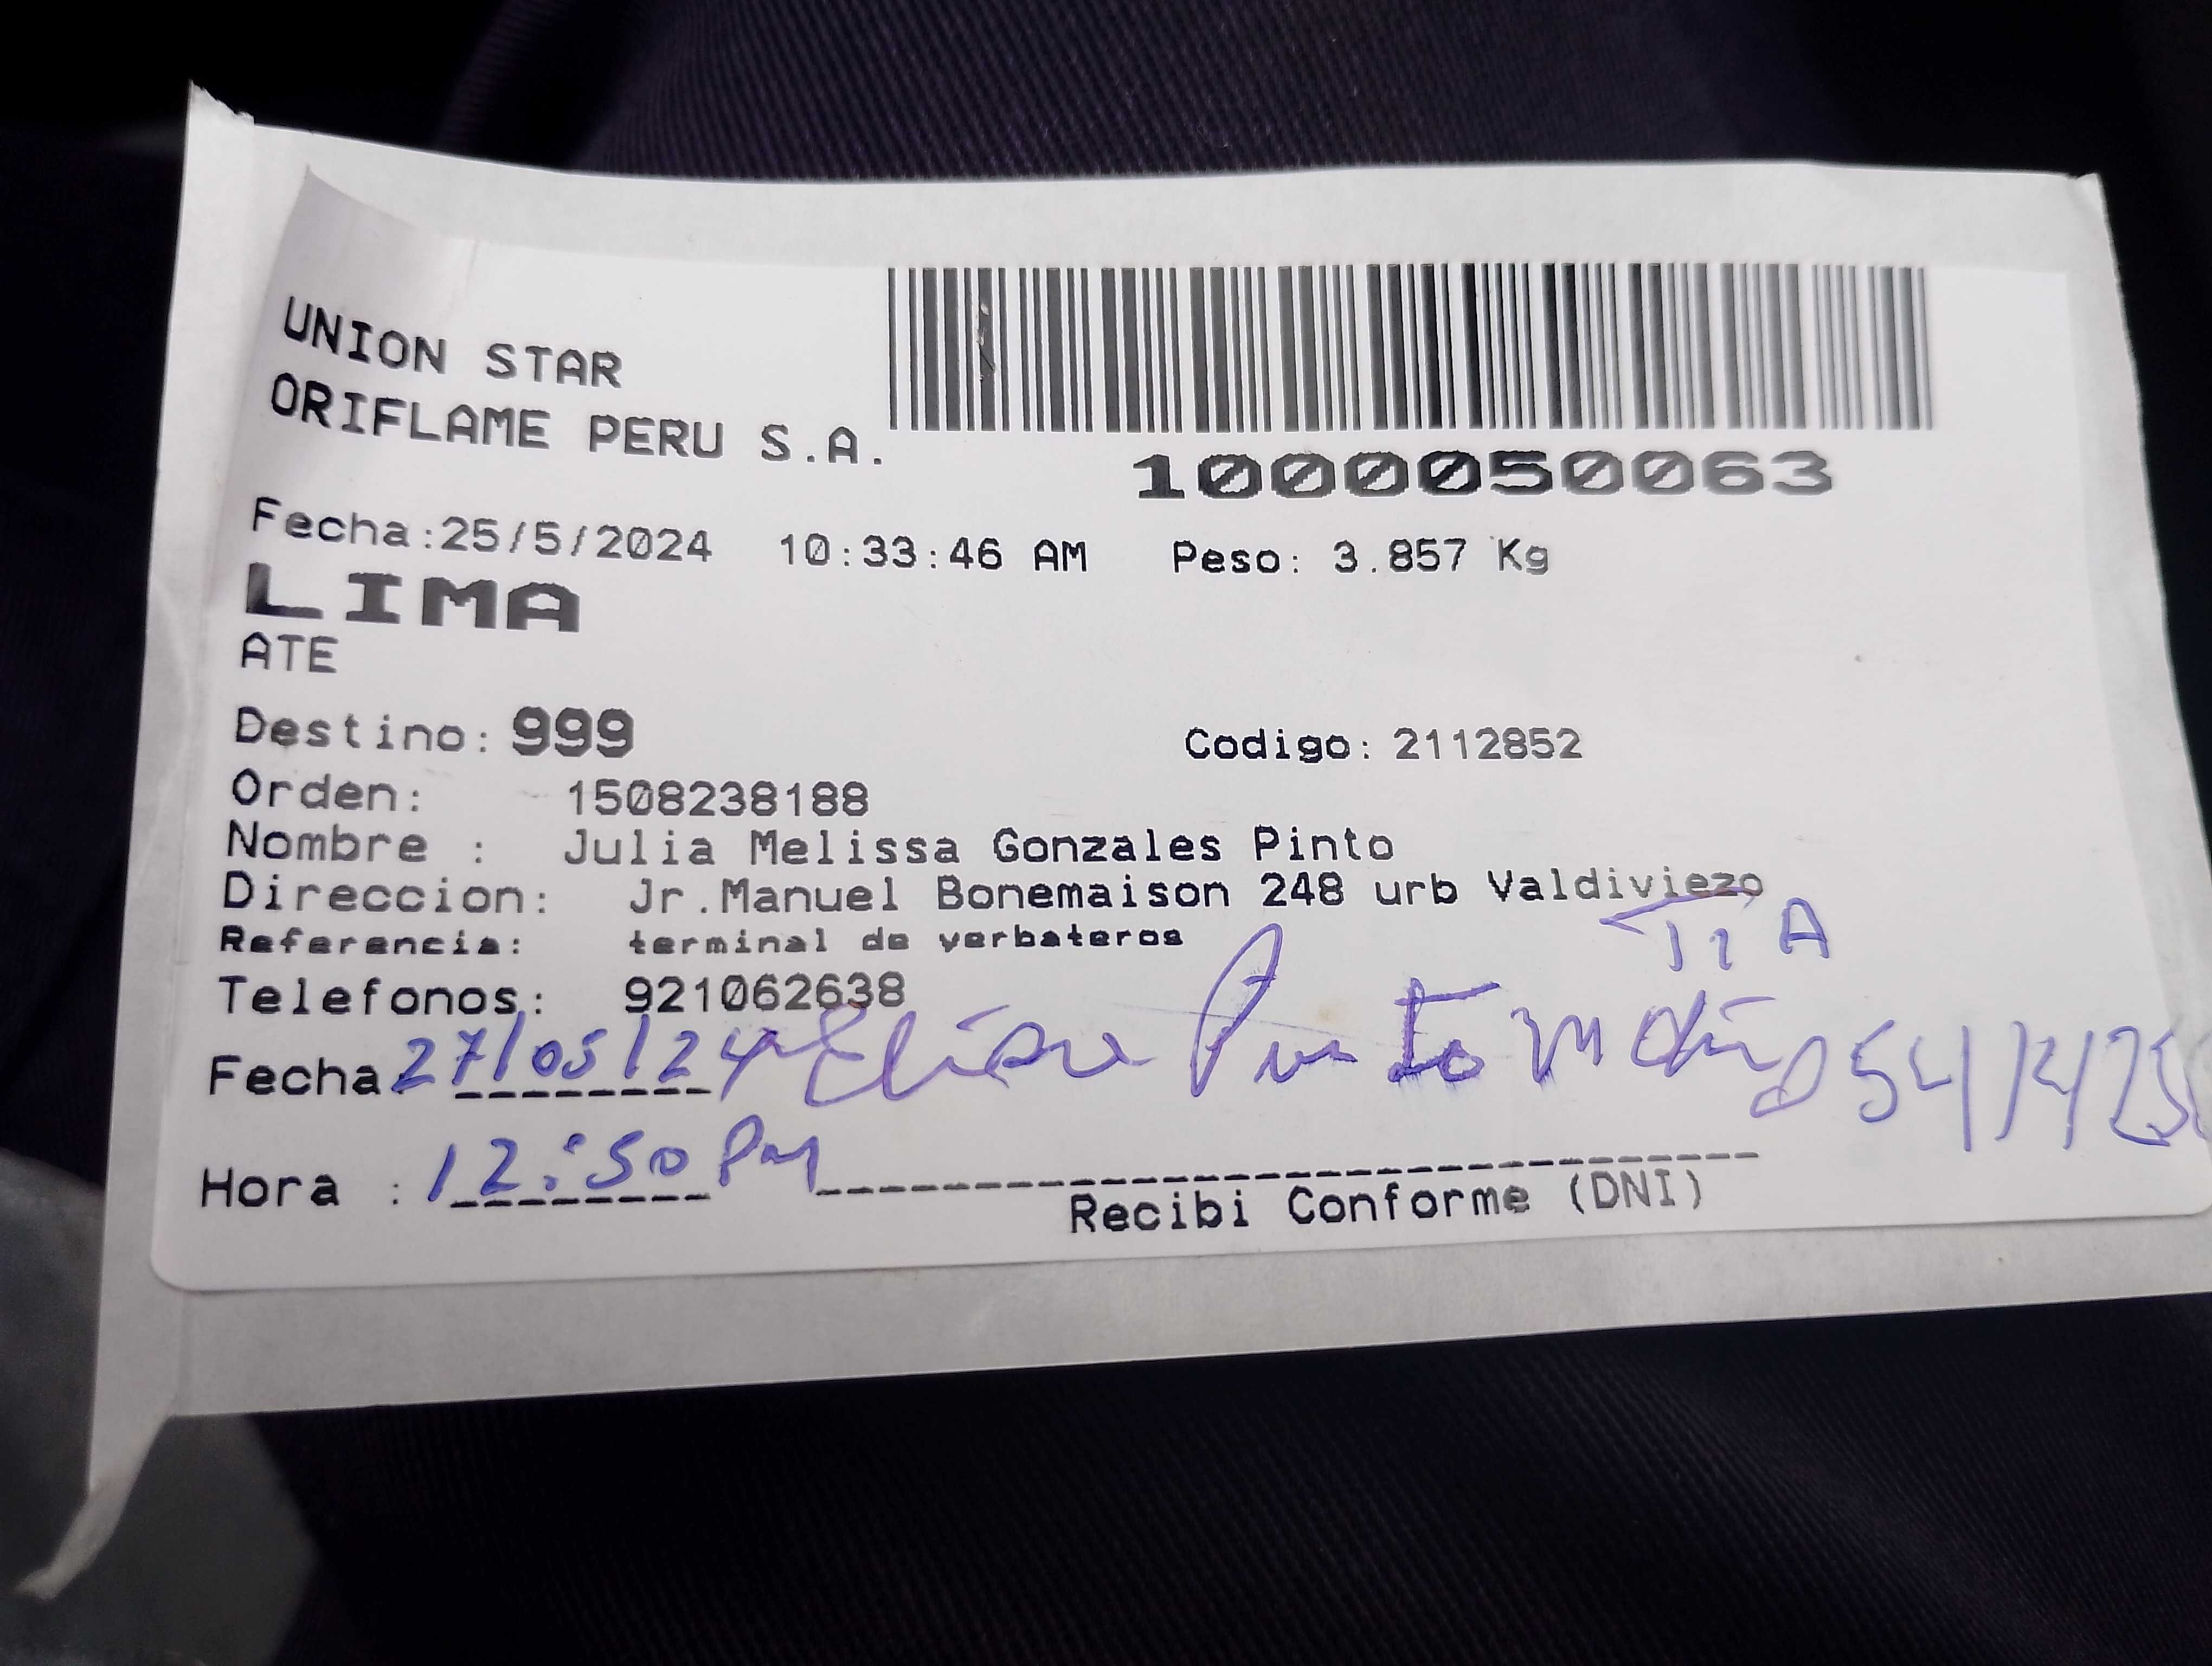 UNION STAR
ORIFLAME PERU S.A.
1000050063
Fecha:25/5/2024 10:33:46 AM Peso: 3.857 Kg
LIMA
ATE
Destino: 999 Codigo: 2112852
Orden: 1508238188
Nombre : Julia Melissa Gonzales Pinto
Direccion: Jr.Manuel Bonemaison 248 urb Valdiviezo
Referencia: terminal de yerbateros
TIA
Telefonos: 921062638
Fecha 27/05/24 Pinto
Hora : 12:50 PM
Recibi Conforme (DNI)